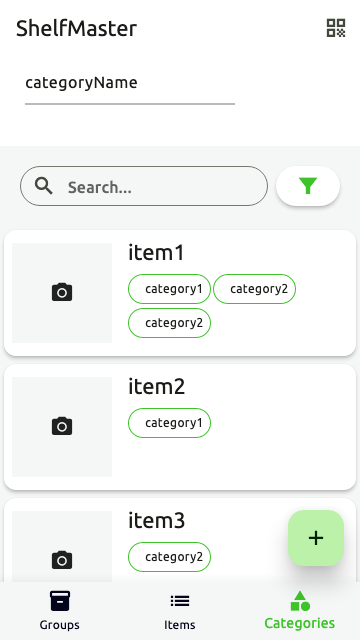 ShelfMaster
categoryName
Search...
item1
category1 category2
category2
item2
category1
item3
category2
+
Groups Items Categories